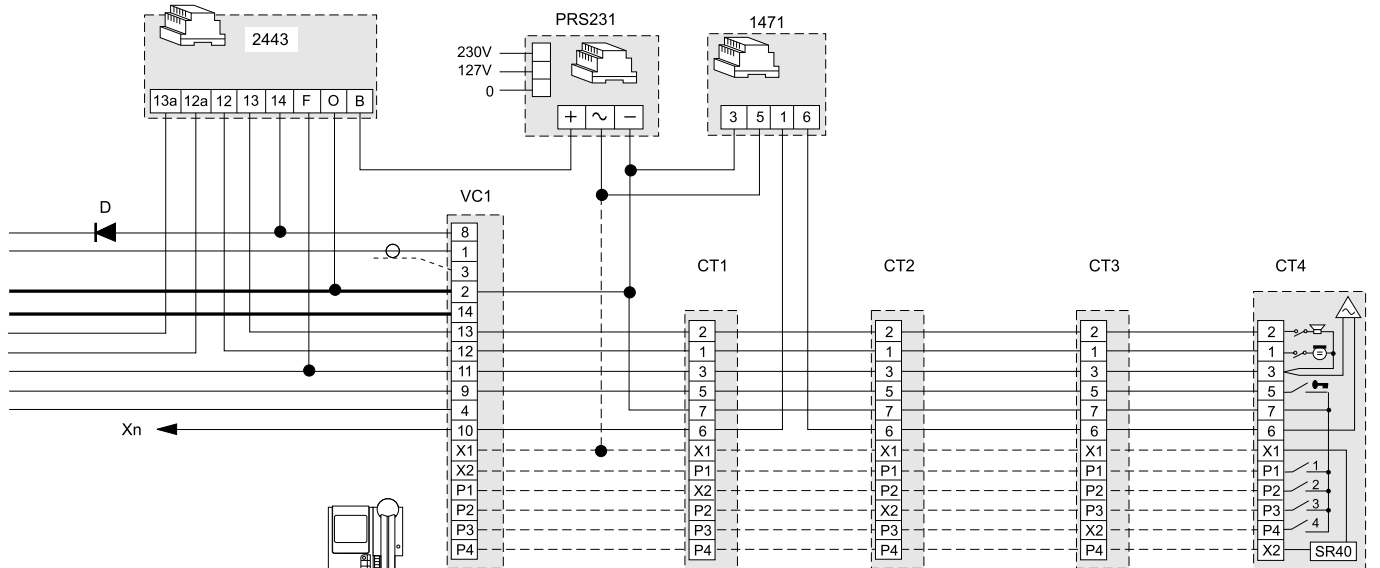 PRS231
1471
2443
230V
127V
0
13a 12a 12 13 14 F O B
+ ~ −
3 5 1 6
VC1
D
CT1
CT2
CT3
CT4
8
1
3
2
14
13 2 2 2 2
12 1 1 1 1
11 3 3 3 3
9 5 5 5 5
4 7 7 7 7
Xn 10 6 6 6 6
X1 X1 X1 X1 X1
X2 P1 P1 P1 P1 1
P1 X2 P2 P2 P2 2
P2 P2 X2 P3 P3 3
P3 P3 P3 X2 P4 4
P4 P4 P4 P4 X2 SR40